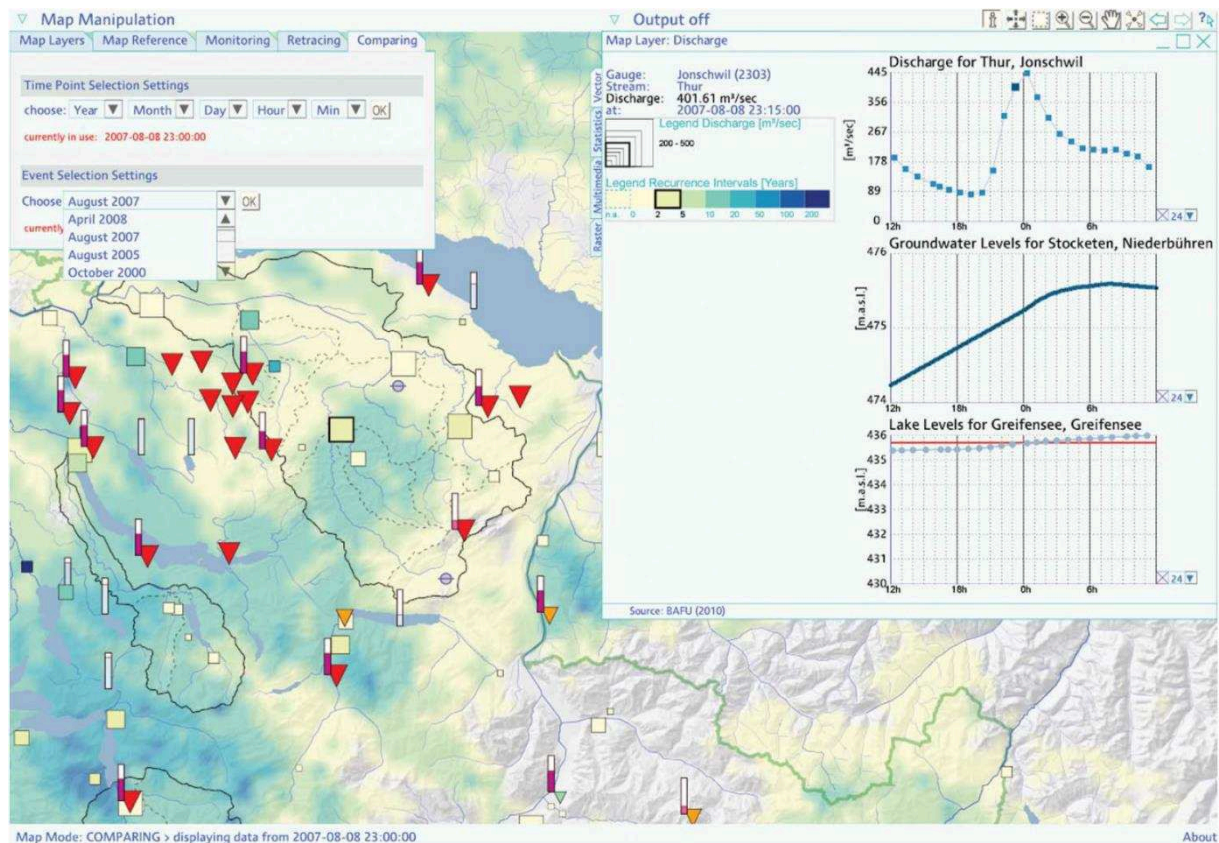 Map Manipulation
Map Layers Map Reference Monitoring Retracing Comparing
Time Point Selection Settings
choose: Year Month Day Hour Min OK
currently in use: 2007-08-08 23:00:00
Event Selection Settings
Choose August 2007 OK
currently
April 2008
August 2007
August 2005
October 2000
Output off
?
Map Layer: Discharge
Vector
Statistics
Multimedia
Raster
Gauge: Jonschwil (2303)
Stream: Thur
Discharge: 401.61 m³/sec
at: 2007-08-08 23:15:00
Legend Discharge [m³/sec]
200 - 500
Legend Recurrence Intervals [Years]
n.a. 0 2 5 10 20 50 100 200
Discharge for Thur, Jonschwil
[m³/sec]
445
356
267
178
89
0
12h 18h 0h 6h
24
Groundwater Levels for Stocketen, Niederbühren
[m.a.s.l.]
476
475
474
12h 18h 0h 6h
24
Lake Levels for Greifensee, Greifensee
[m.a.s.l.]
436
435
434
433
432
431
430
12h 18h 0h 6h
24
Source: BAFU (2010)
Map Mode: COMPARING > displaying data from 2007-08-08 23:00:00
About